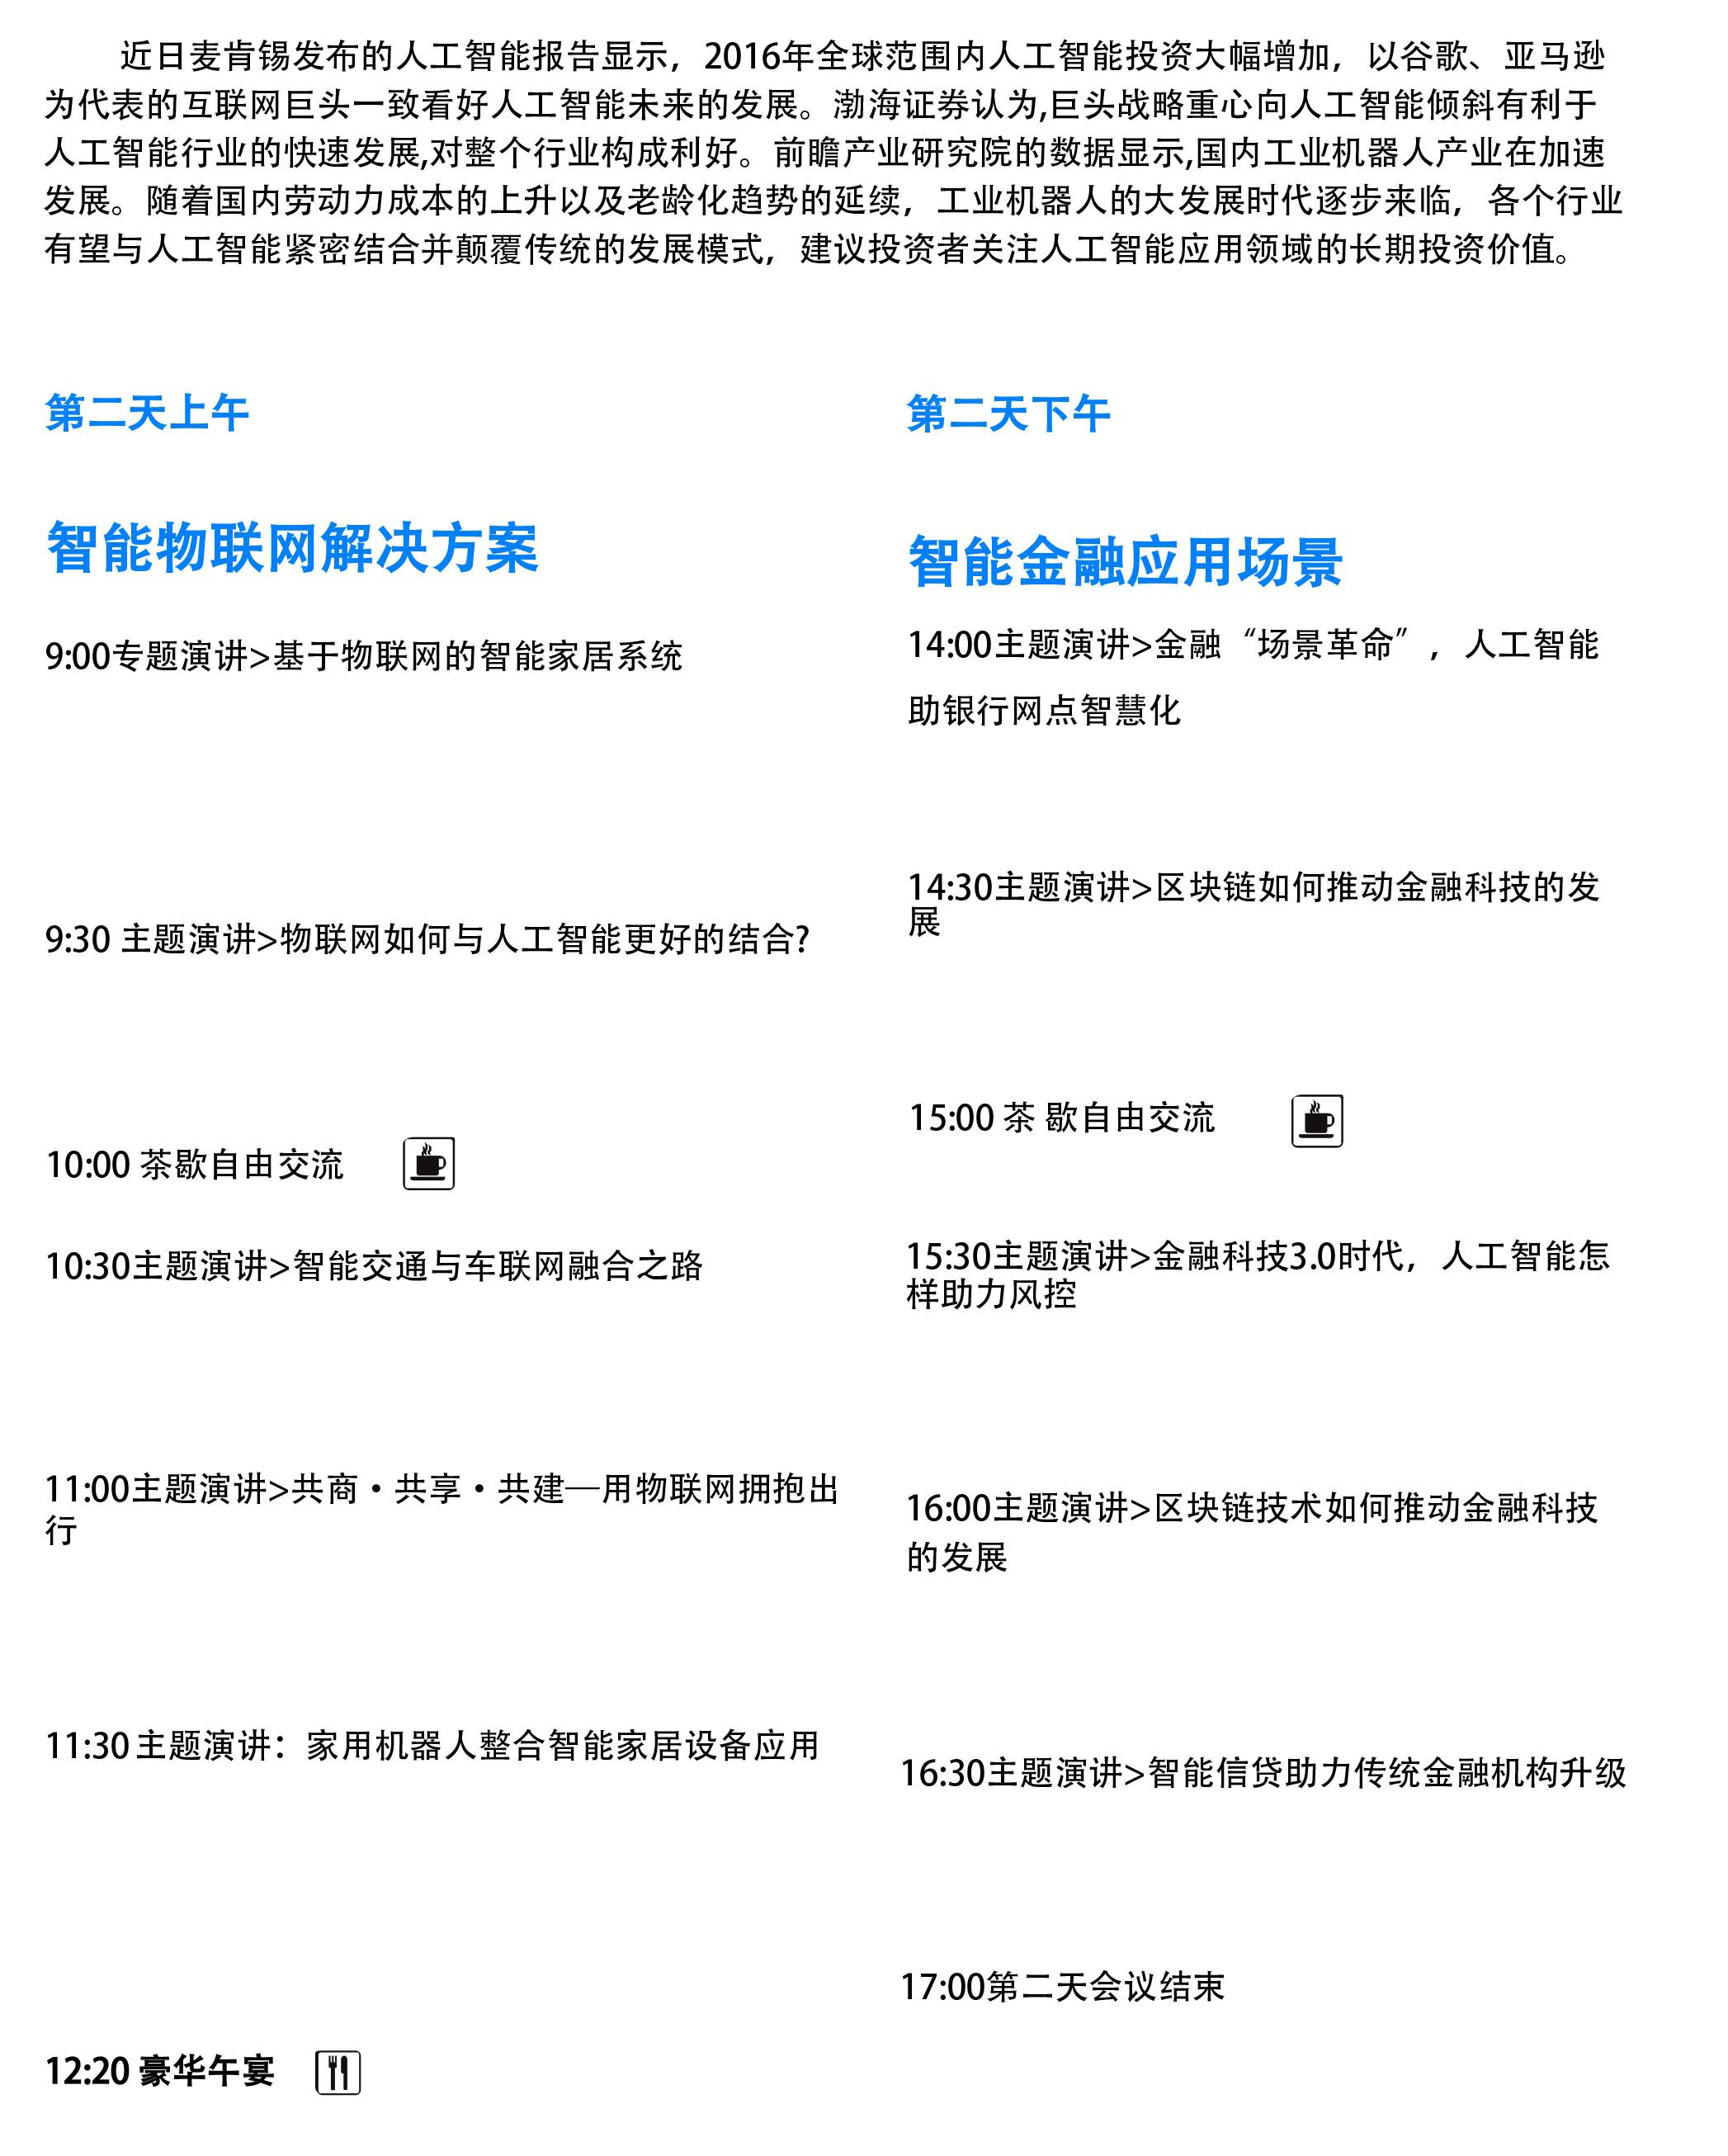 近日麦肯锡发布的人工智能报告显示，2016年全球范围内人工智能投资大幅增加，以谷歌、亚马逊
为代表的互联网巨头一致看好人工智能未来的发展。渤海证券认为,巨头战略重心向人工智能倾斜有利于
人工智能行业的快速发展,对整个行业构成利好。前瞻产业研究院的数据显示,国内工业机器人产业在加速
发展。随着国内劳动力成本的上升以及老龄化趋势的延续，工业机器人的大发展时代逐步来临，各个行业
有望与人工智能紧密结合并颠覆传统的发展模式，建议投资者关注人工智能应用领域的长期投资价值。
第二天上午
智能物联网解决方案
9:00专题演讲>基于物联网的智能家居系统
9:30 主题演讲>物联网如何与人工智能更好的结合?
10:00 茶歇自由交流
10:30主题演讲>智能交通与车联网融合之路
11:00主题演讲>共商・共享・共建—用物联网拥抱出
行
11:30 主题演讲：家用机器人整合智能家居设备应用
12:20 豪华午宴
第二天下午
智能金融应用场景
14:00主题演讲>金融“场景革命”，人工智能
助银行网点智慧化
14:30主题演讲>区块链如何推动金融科技的发
展
15:00 茶 歇自由交流
15:30主题演讲>金融科技3.0时代，人工智能怎
样助力风控
16:00主题演讲>区块链技术如何推动金融科技
的发展
16:30主题演讲>智能信贷助力传统金融机构升级
17:00第二天会议结束